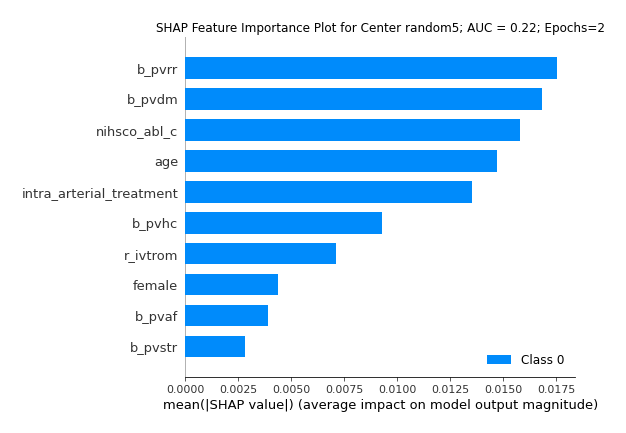 SHAP Feature Importance Plot for Center random5; AUC = 0.22; Epochs=2
b_pvrr
b_pvdm
nihsco_abl_c
age
intra_arterial_treatment
b_pvhc
r_ivtrom
female
b_pvaf
b_pvstr
Class 0
0.0000 0.0025 0.0050 0.0075 0.0100 0.0125 0.0150 0.0175
mean(|SHAP value|) (average impact on model output magnitude)